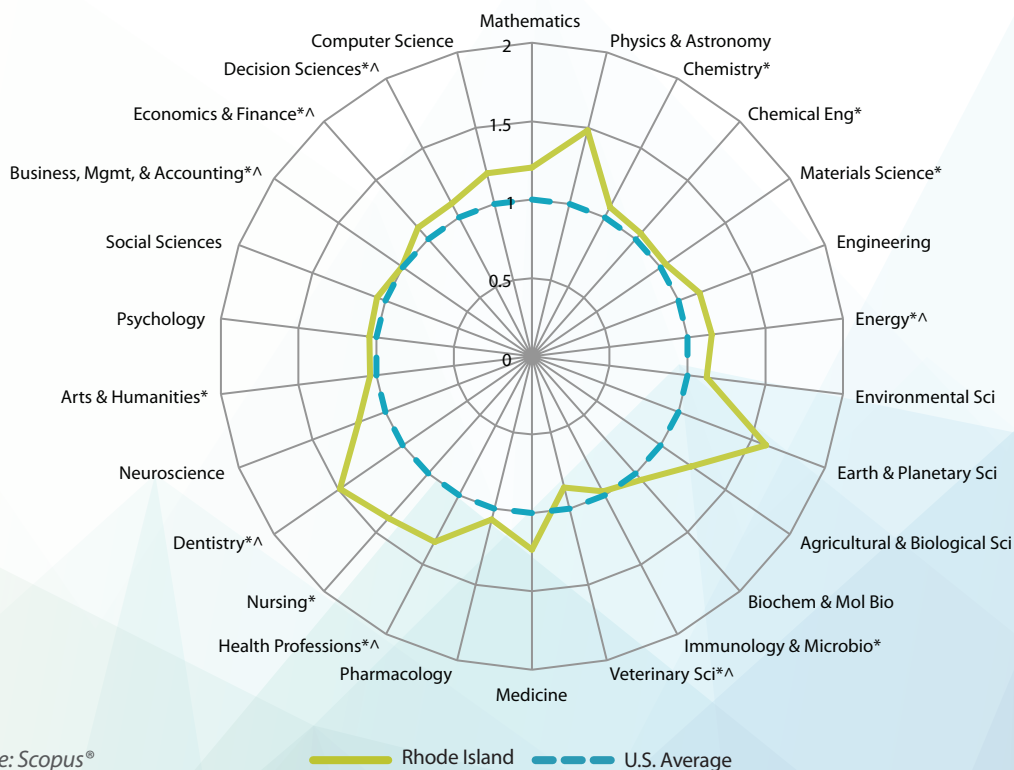 Mathematics
Computer Science
Physics & Astronomy
2
Decision Sciences*^
Chemistry*
Economics & Finance*^
Chemical Eng*
1.5
Business, Mgmt, & Accounting*^
Materials Science*
1
Social Sciences
Engineering
0.5
Psychology
Energy*^
0
Arts & Humanities*
Environmental Sci
Neuroscience
Earth & Planetary Sci
Dentistry*^
Agricultural & Biological Sci
Nursing*
Biochem & Mol Bio
Health Professions*^
Immunology & Microbio*
Pharmacology
Veterinary Sci*^
Medicine
e: Scopus®
Rhode Island
U.S. Average